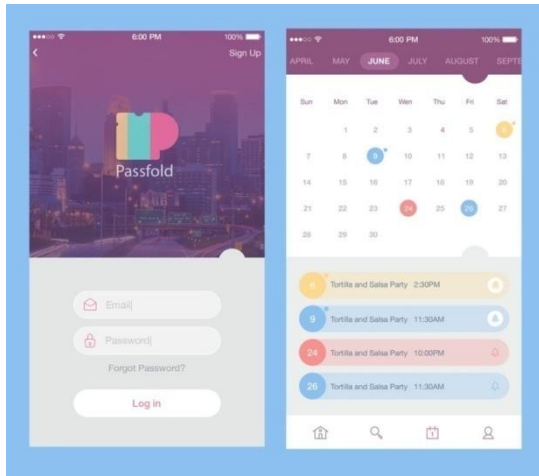 6:00 PM 100%
Sign Up
Passfold
Email
Password
Forgot Password?
Log in
6:00 PM 100%
APRIL MAY JUNE JULY AUGUST SEPTE
Sun Mon Tue Wen Thu Fri Sat
1 2 3 4 5 6
7 8 9 10 11 12 13
14 15 16 17 18 19 20
21 22 23 24 25 26 27
28 29 30
6 Tortilla and Salsa Party 2:30PM
9 Tortilla and Salsa Party 11:30AM
24 Tortilla and Salsa Party 10:00PM
26 Tortilla and Salsa Party 11:30AM
1